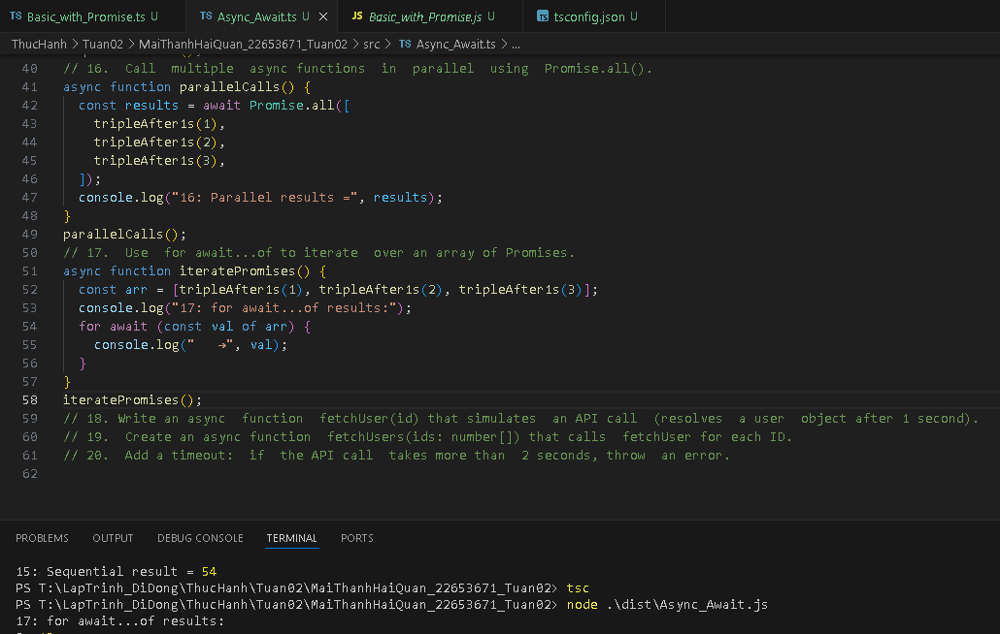 TS Basic_with_Promise.ts U TS Async_Await.ts U JS Basic_with_Promise.js U TS tsconfig.json U
ThucHanh > Tuan02 > MaiThanhHaiQuan_22653671_Tuan02 > src > TS Async_Await.ts > ...
40 // 16. Call multiple async functions in parallel using Promise.all().
41 async function parallelCalls() {
42 const results = await Promise.all([
43 tripleAfter1s(1),
44 tripleAfter1s(2),
45 tripleAfter1s(3),
46 ]);
47 console.log("16: Parallel results =", results);
48 }
49 parallelCalls();
50 // 17. Use for await...of to iterate over an array of Promises.
51 async function iteratePromises() {
52 const arr = [tripleAfter1s(1), tripleAfter1s(2), tripleAfter1s(3)];
53 console.log("17: for await...of results:");
54 for await (const val of arr) {
55 console.log(" →", val);
56 }
57 }
58 iteratePromises();
59 // 18. Write an async function fetchUser(id) that simulates an API call (resolves a user object after 1 second).
60 // 19. Create an async function fetchUsers(ids: number[]) that calls fetchUser for each ID.
61 // 20. Add a timeout: if the API call takes more than 2 seconds, throw an error.
62
PROBLEMS OUTPUT DEBUG CONSOLE TERMINAL PORTS
15: Sequential result = 54
PS T:\LapTrinh_DiDong\ThucHanh\Tuan02\MaiThanhHaiQuan_22653671_Tuan02> tsc
PS T:\LapTrinh_DiDong\ThucHanh\Tuan02\MaiThanhHaiQuan_22653671_Tuan02> node .\dist\Async_Await.js
17: for await...of results: